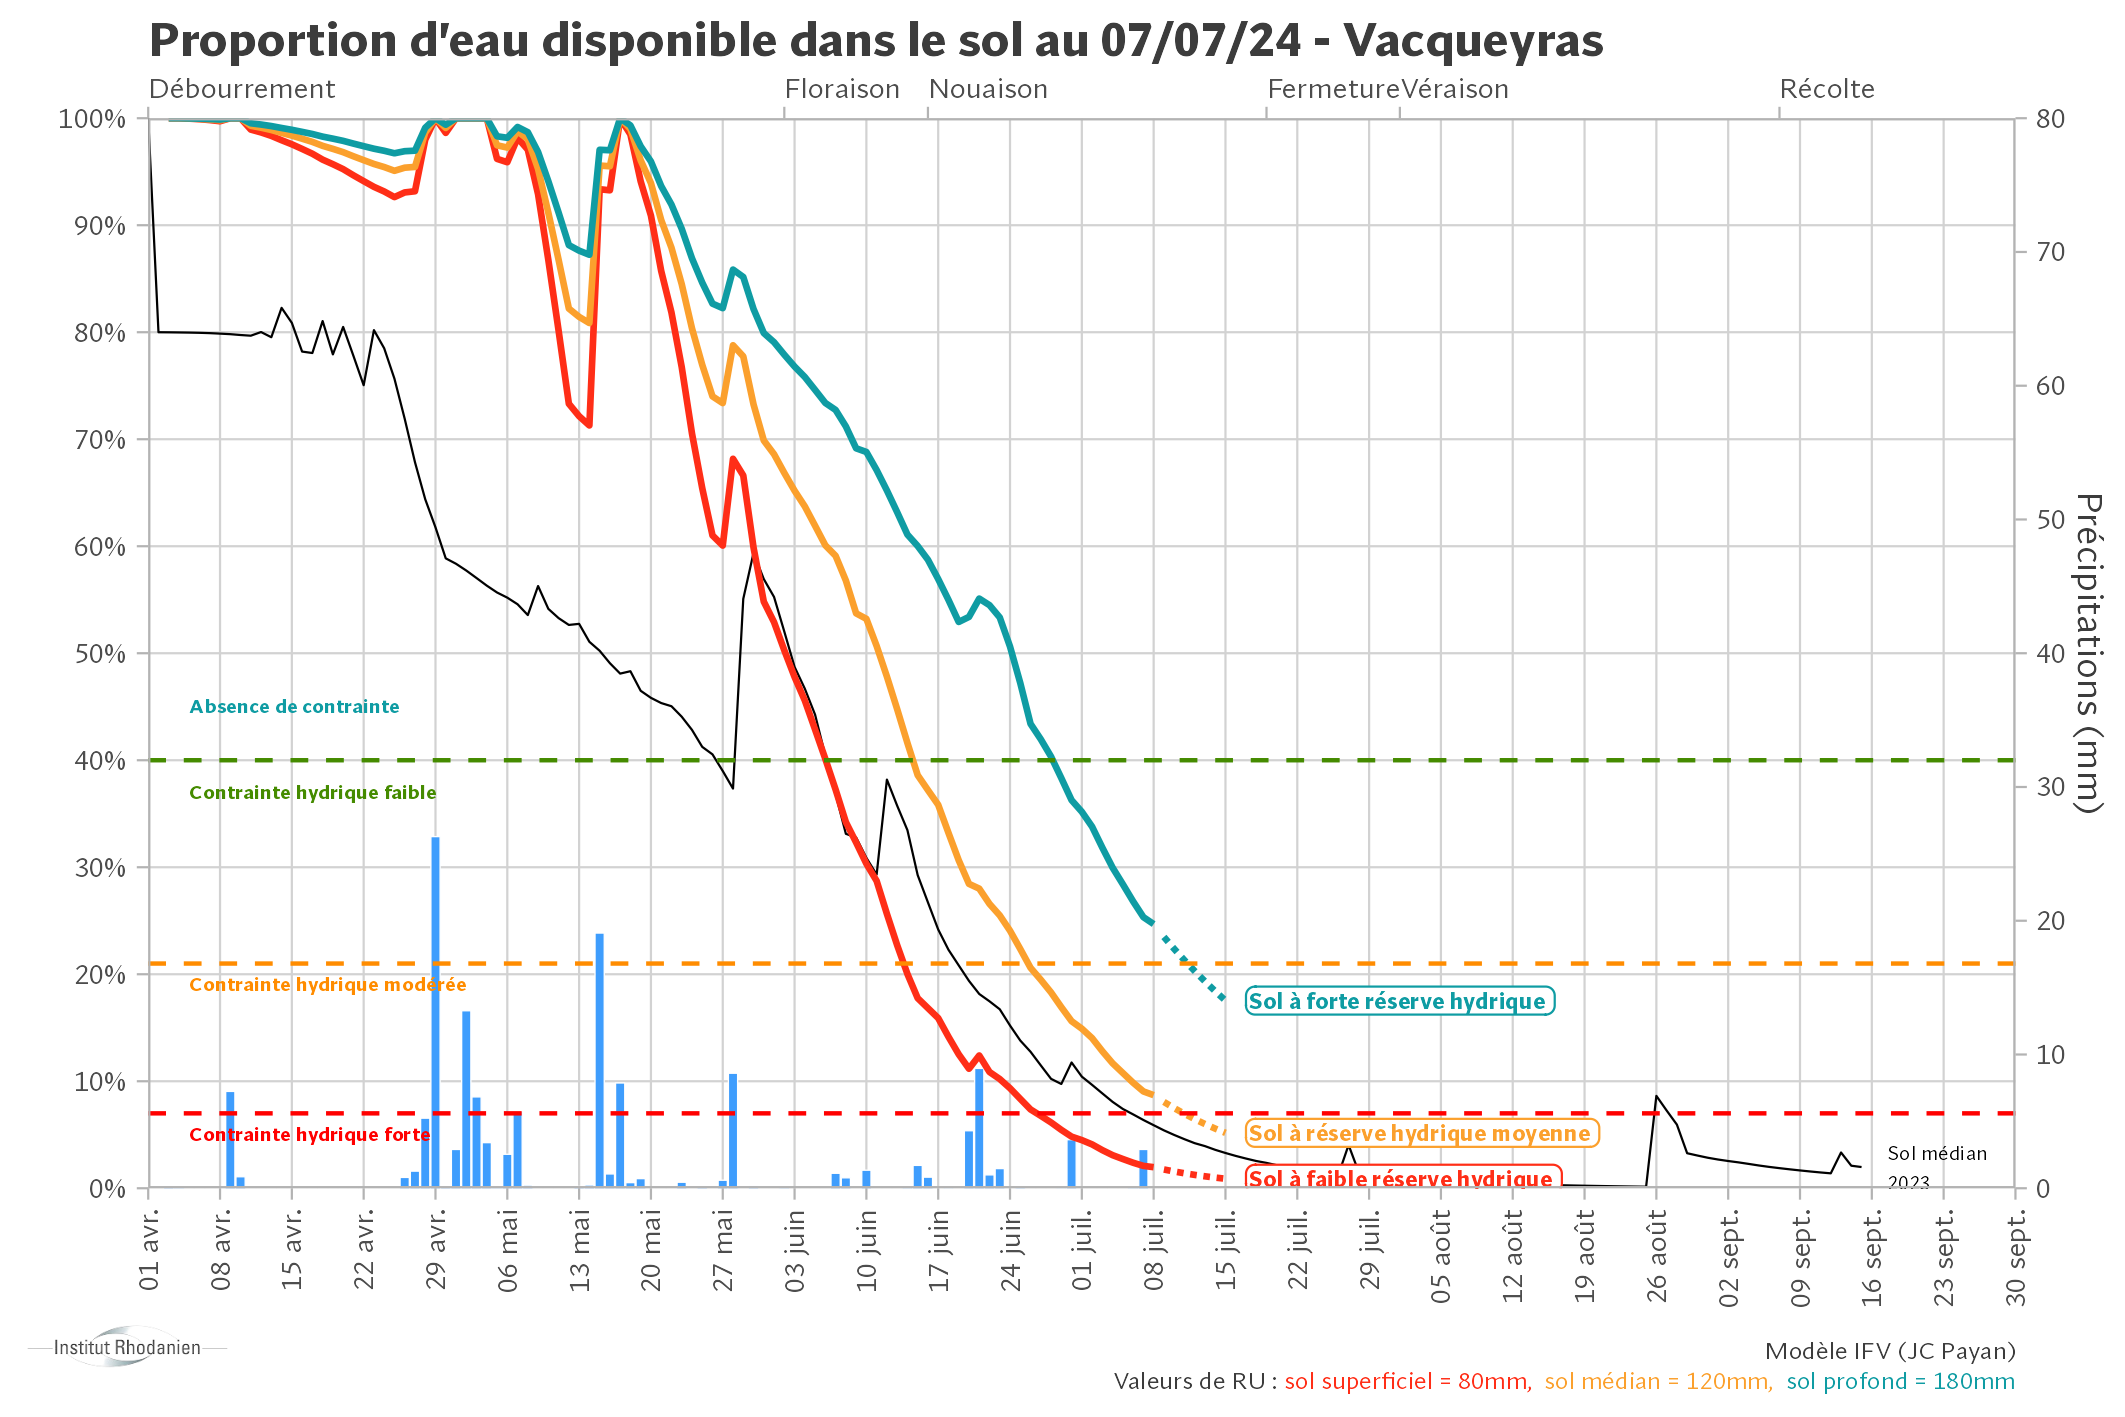 Proportion d'eau disponible dans le sol au 07/07/24 - Vacqueyras
Débourrement Floraison Nouaison Fermeture Véraison Récolte
100%
90%
80%
70%
60%
50%
40%
30%
20%
10%
0%
80
70
60
50
40
30
20
10
0
Précipitations (mm)
Absence de contrainte
Contrainte hydrique faible
Contrainte hydrique modérée
Contrainte hydrique forte
Sol à forte réserve hydrique
Sol à réserve hydrique moyenne
Sol à faible réserve hydrique
Sol médian
2023
01 avr.
08 avr.
15 avr.
22 avr.
29 avr.
06 mai
13 mai
20 mai
27 mai
03 juin
10 juin
17 juin
24 juin
01 juil.
08 juil.
15 juil.
22 juil.
29 juil.
05 août
12 août
19 août
26 août
02 sept.
09 sept.
16 sept.
23 sept.
30 sept.
Institut Rhodanien
Modèle IFV (JC Payan)
Valeurs de RU : sol superficiel = 80mm, sol médian = 120mm, sol profond = 180mm